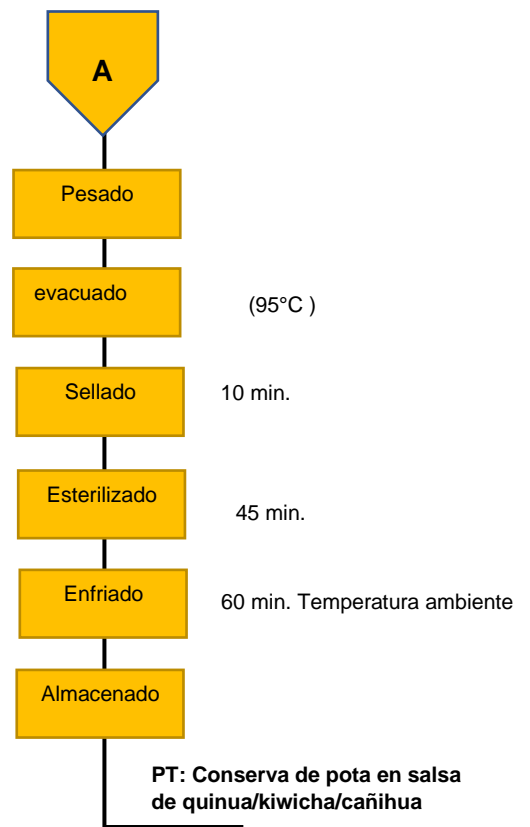 A
Pesado
evacuado
(95°C )
Sellado
10 min.
Esterilizado
45 min.
Enfriado
60 min. Temperatura ambiente
Almacenado
PT: Conserva de pota en salsa
de quinua/kiwicha/cañihua